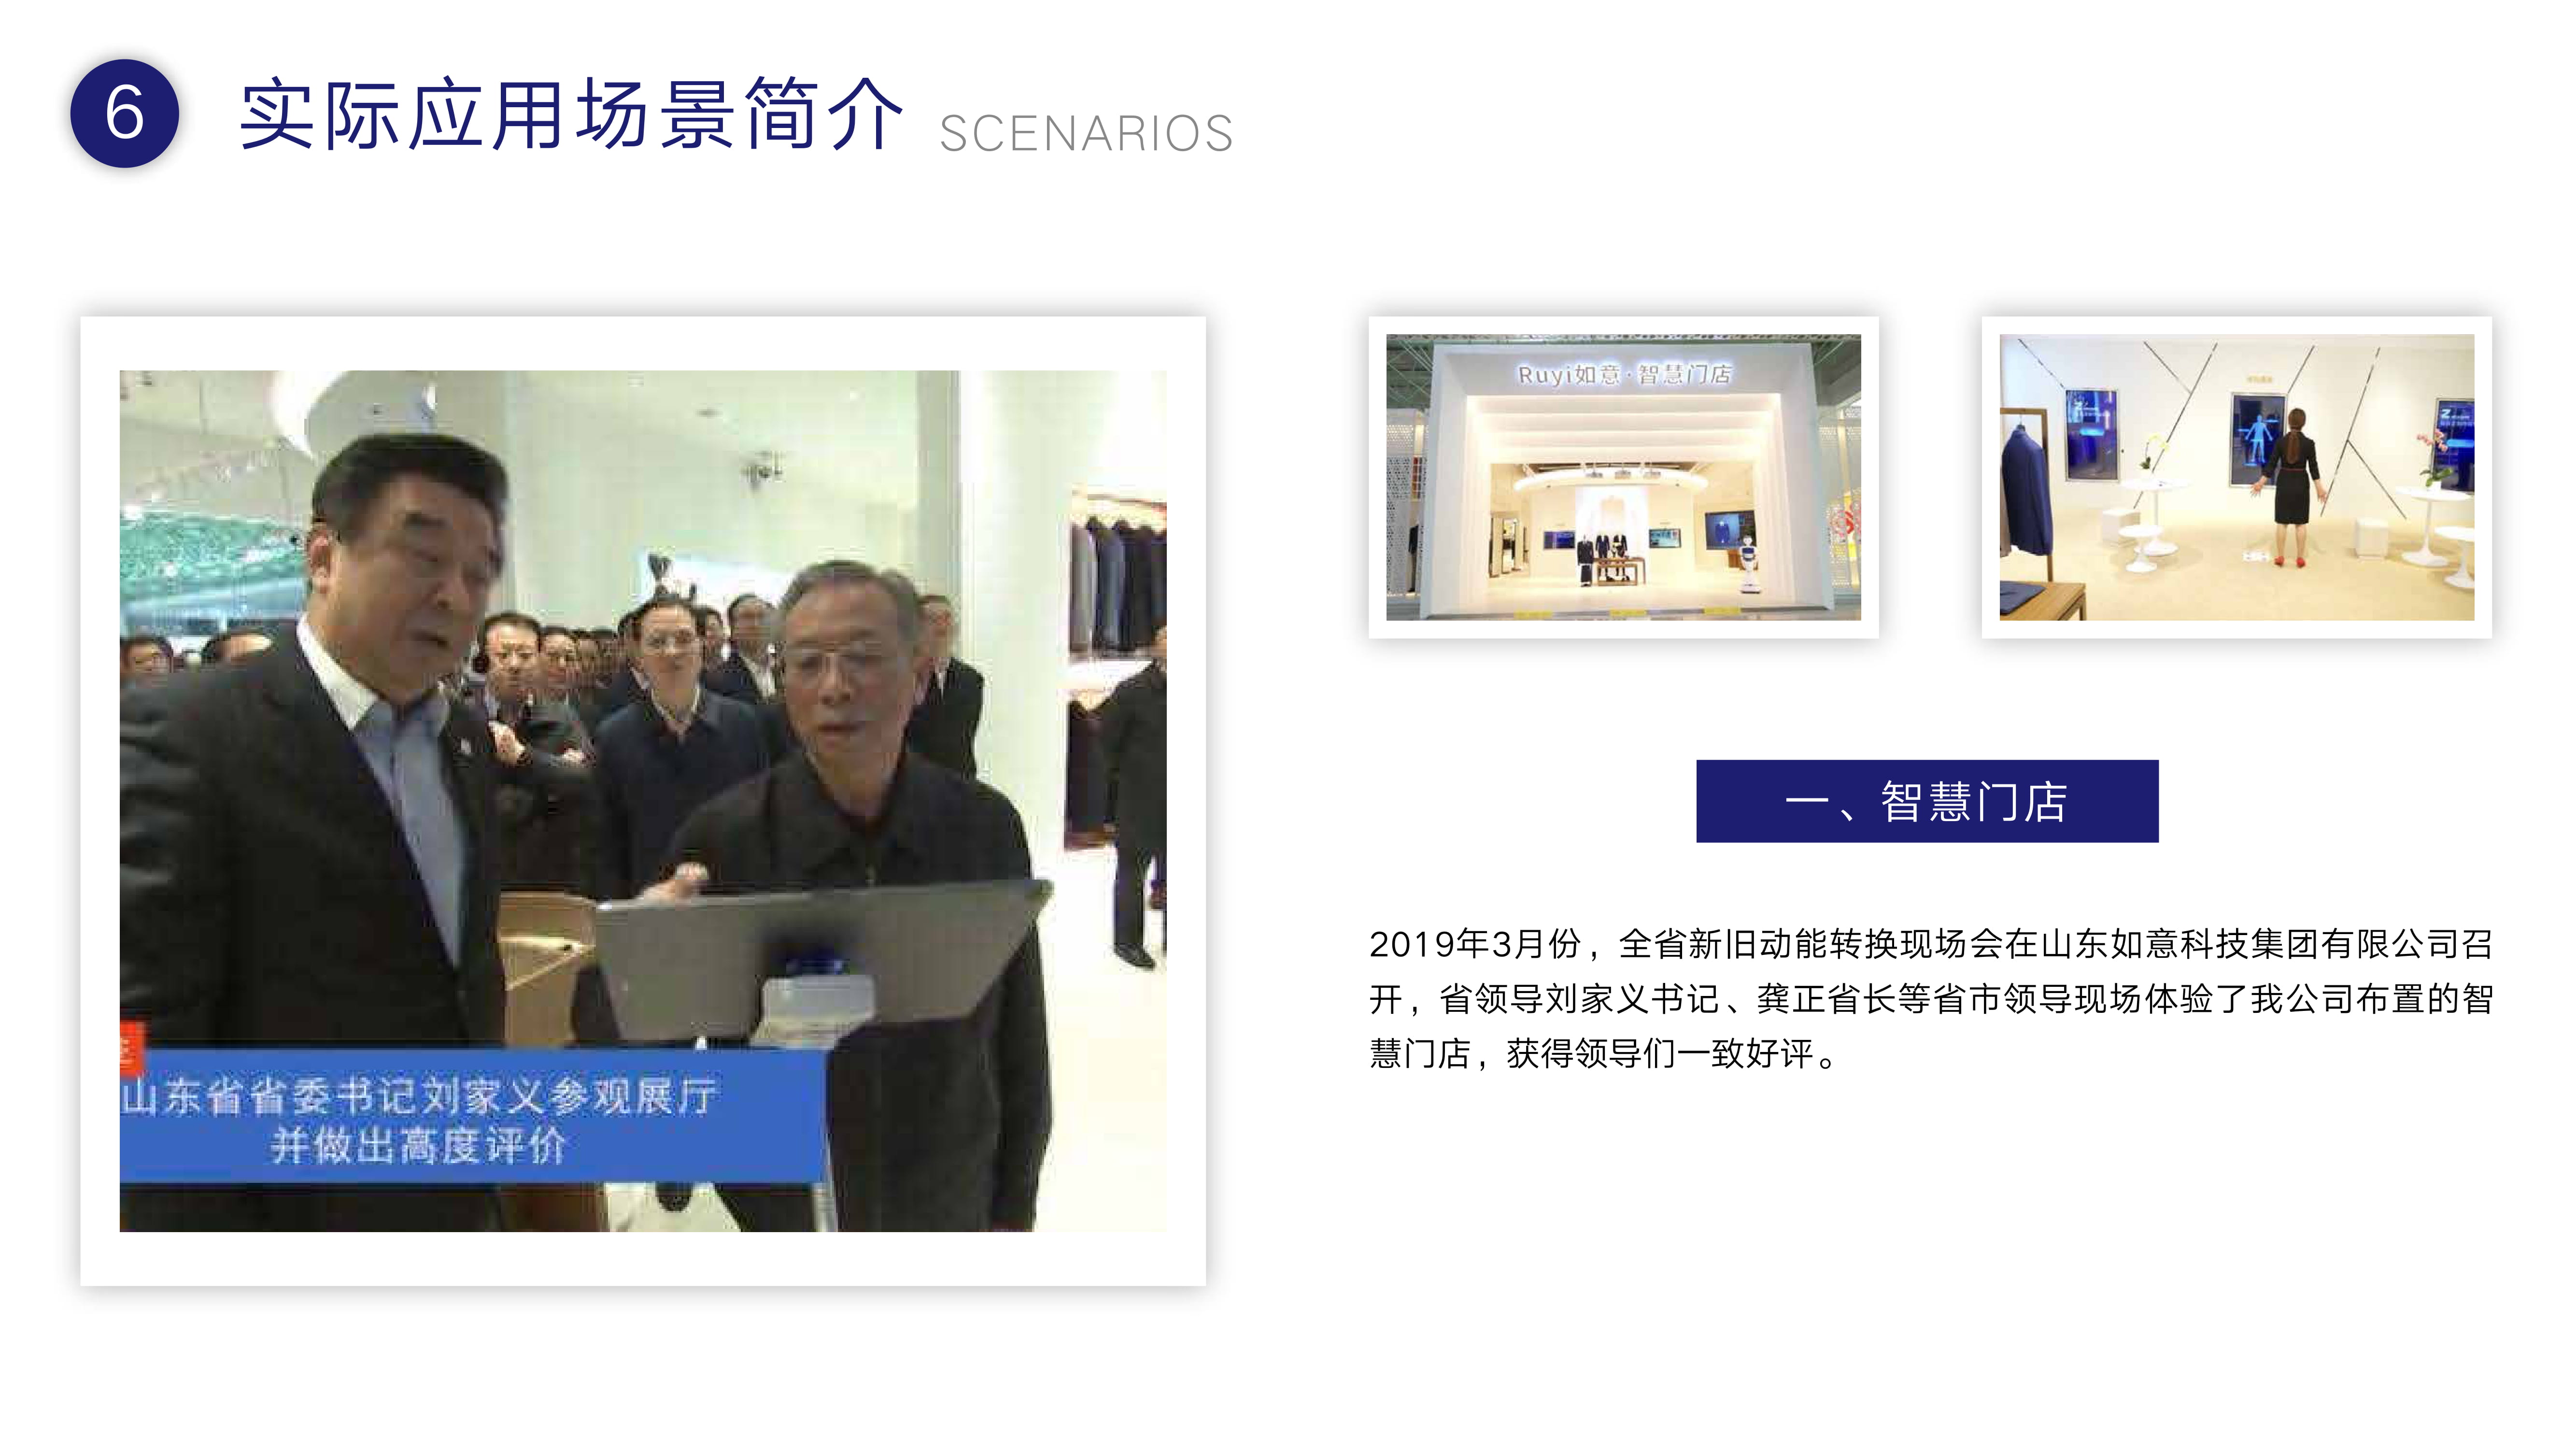 6
实际应用场景简介 SCENARIOS
山东省省委书记刘家义参观展厅
并做出高度评价
Ruyi如意·智慧门店
一、智慧门店
2019年3月份，全省新旧动能转换现场会在山东如意科技集团有限公司召
开，省领导刘家义书记、龚正省长等省市领导现场体验了我公司布置的智
慧门店，获得领导们一致好评。